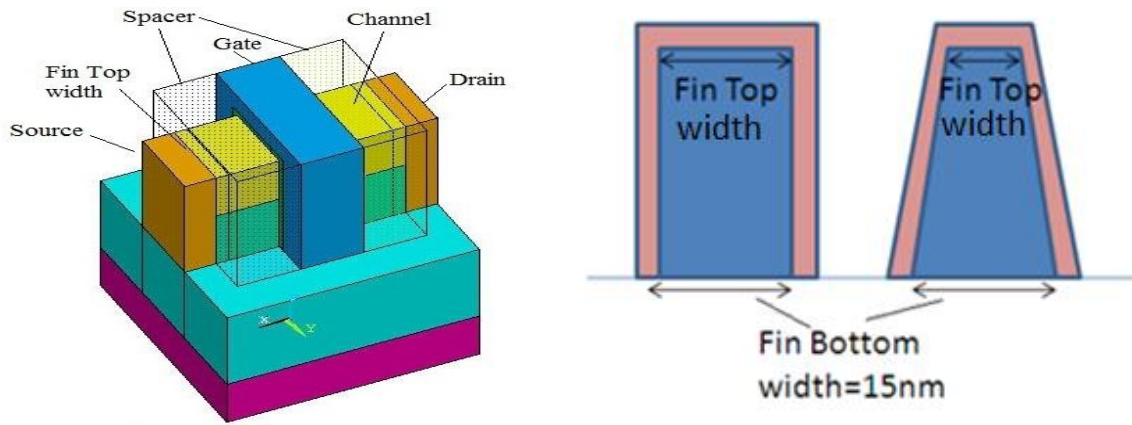 Spacer
Channel
Gate
Fin Top
width
Drain
Source
X
Y
Fin Top
width
Fin Top
width
Fin Bottom
width=15nm